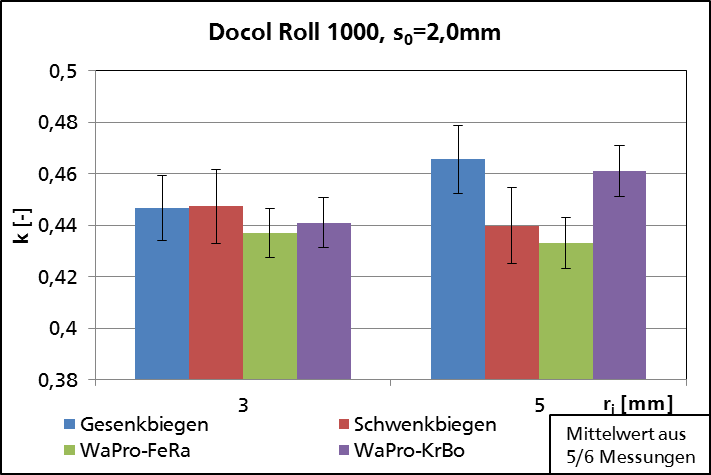 Docol Roll 1000, s₀=2,0mm
0,5
0,48
0,46
0,44
0,42
0,4
0,38
k [-]
3
5
rᵢ [mm]
Gesenkbiegen
Schwenkbiegen
WaPro-FeRa
WaPro-KrBo
Mittelwert aus
5/6 Messungen